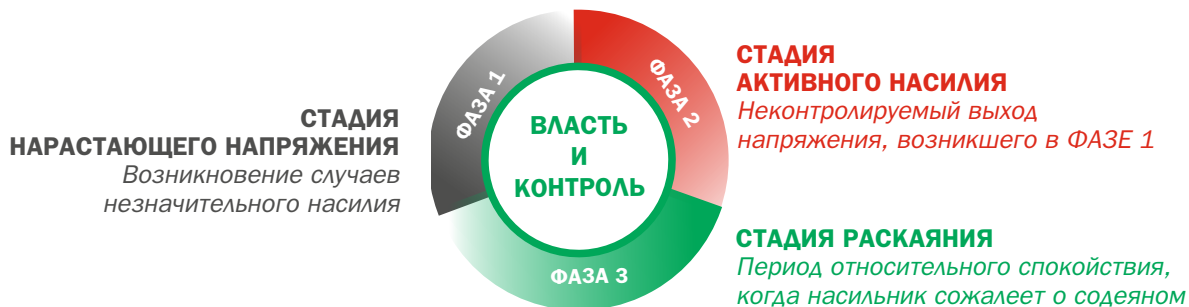 СТАДИЯ
НАРАСТАЮЩЕГО НАПРЯЖЕНИЯ
Возникновение случаев
незначительного насилия
ФАЗА 1
ВЛАСТЬ
И
КОНТРОЛЬ
ФАЗА 2
ФАЗА 3
СТАДИЯ
АКТИВНОГО НАСИЛИЯ
Неконтролируемый выход
напряжения, возникшего в ФАЗЕ 1
СТАДИЯ РАСКАЯНИЯ
Период относительного спокойствия,
когда насильник сожалеет о содеяном